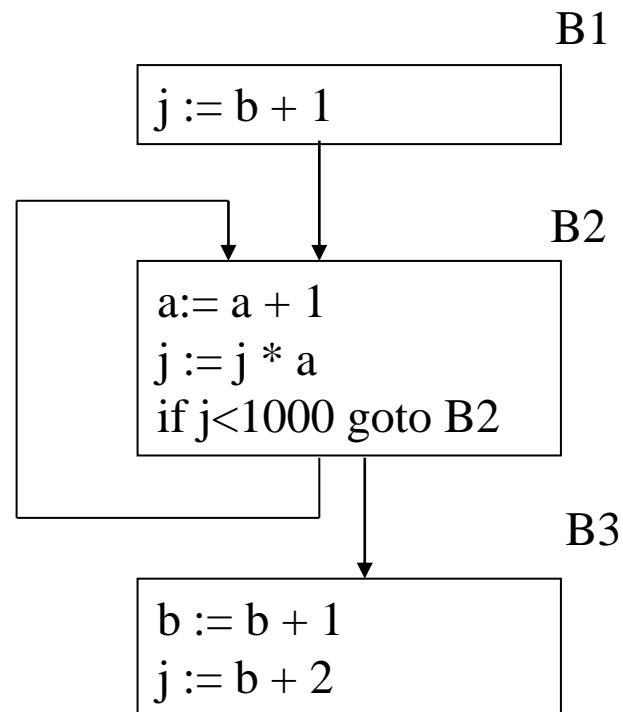 B1
j := b + 1
B2
a:= a + 1
j := j * a
if j<1000 goto B2
B3
b := b + 1
j := b + 2